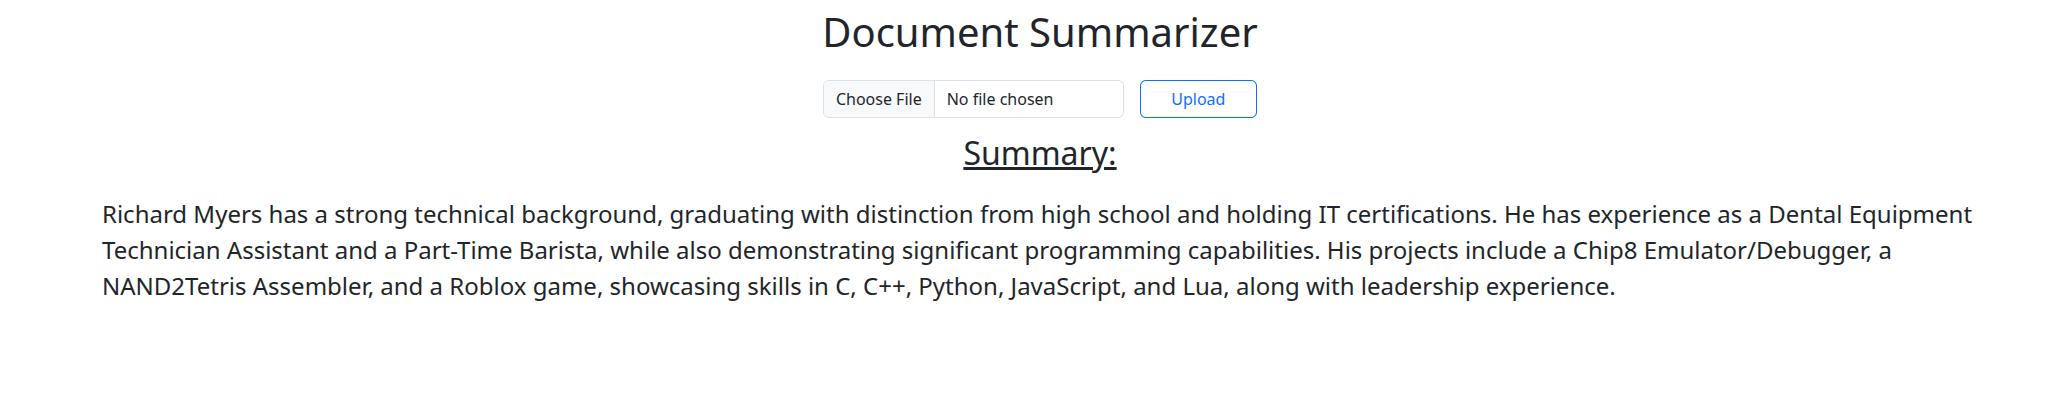 Document Summarizer
Choose File No file chosen Upload
Summary:
Richard Myers has a strong technical background, graduating with distinction from high school and holding IT certifications. He has experience as a Dental Equipment
Technician Assistant and a Part-Time Barista, while also demonstrating significant programming capabilities. His projects include a Chip8 Emulator/Debugger, a
NAND2Tetris Assembler, and a Roblox game, showcasing skills in C, C++, Python, JavaScript, and Lua, along with leadership experience.